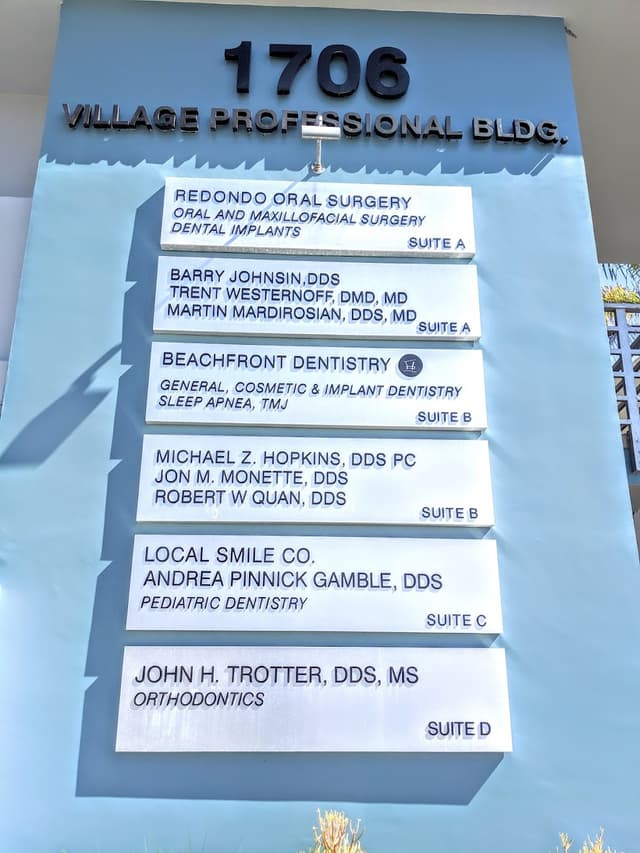 1706
VILLAGE PROFESSIONAL BLDG.
REDONDO ORAL SURGERY
ORAL AND MAXILLOFACIAL SURGERY
DENTAL IMPLANTS
SUITE A
BARRY JOHNSIN,DDS
TRENT WESTERNOFF, DMD, MD
MARTIN MARDIROSIAN, DDS, MD
SUITE A
BEACHFRONT DENTISTRY
GENERAL, COSMETIC & IMPLANT DENTISTRY
SLEEP APNEA, TMJ
SUITE B
MICHAEL Z. HOPKINS, DDS PC
JON M. MONETTE, DDS
ROBERT W QUAN, DDS
SUITE B
LOCAL SMILE CO.
ANDREA PINNICK GAMBLE, DDS
PEDIATRIC DENTISTRY
SUITE C
JOHN H. TROTTER, DDS, MS
ORTHODONTICS
SUITE D